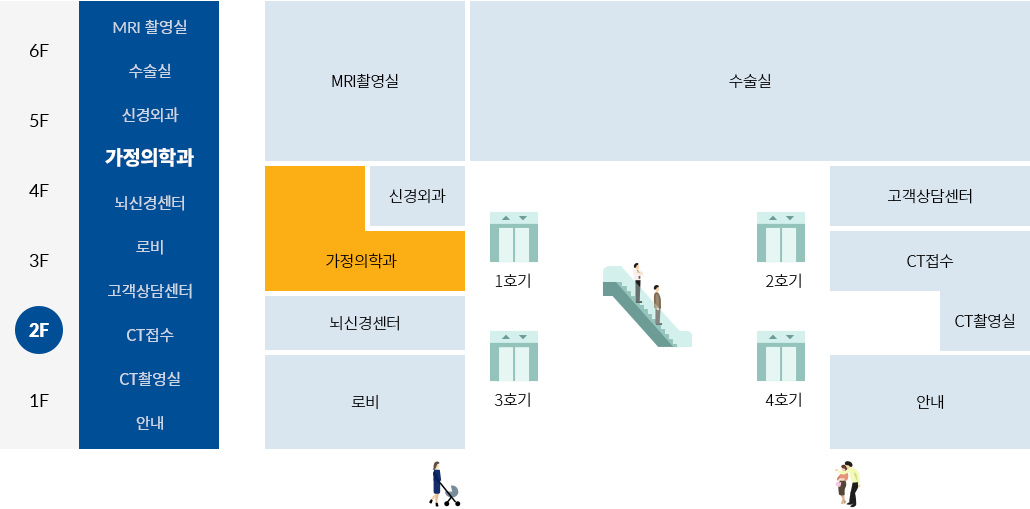 6F
5F
4F
3F
2F
1F
MRI 촬영실
수술실
신경외과
가정의학과
뇌신경센터
로비
고객상담센터
CT접수
CT촬영실
안내
MRI촬영실
수술실
신경외과
고객상담센터
가정의학과
1호기
2호기
CT접수
뇌신경센터
CT촬영실
로비
3호기
4호기
안내